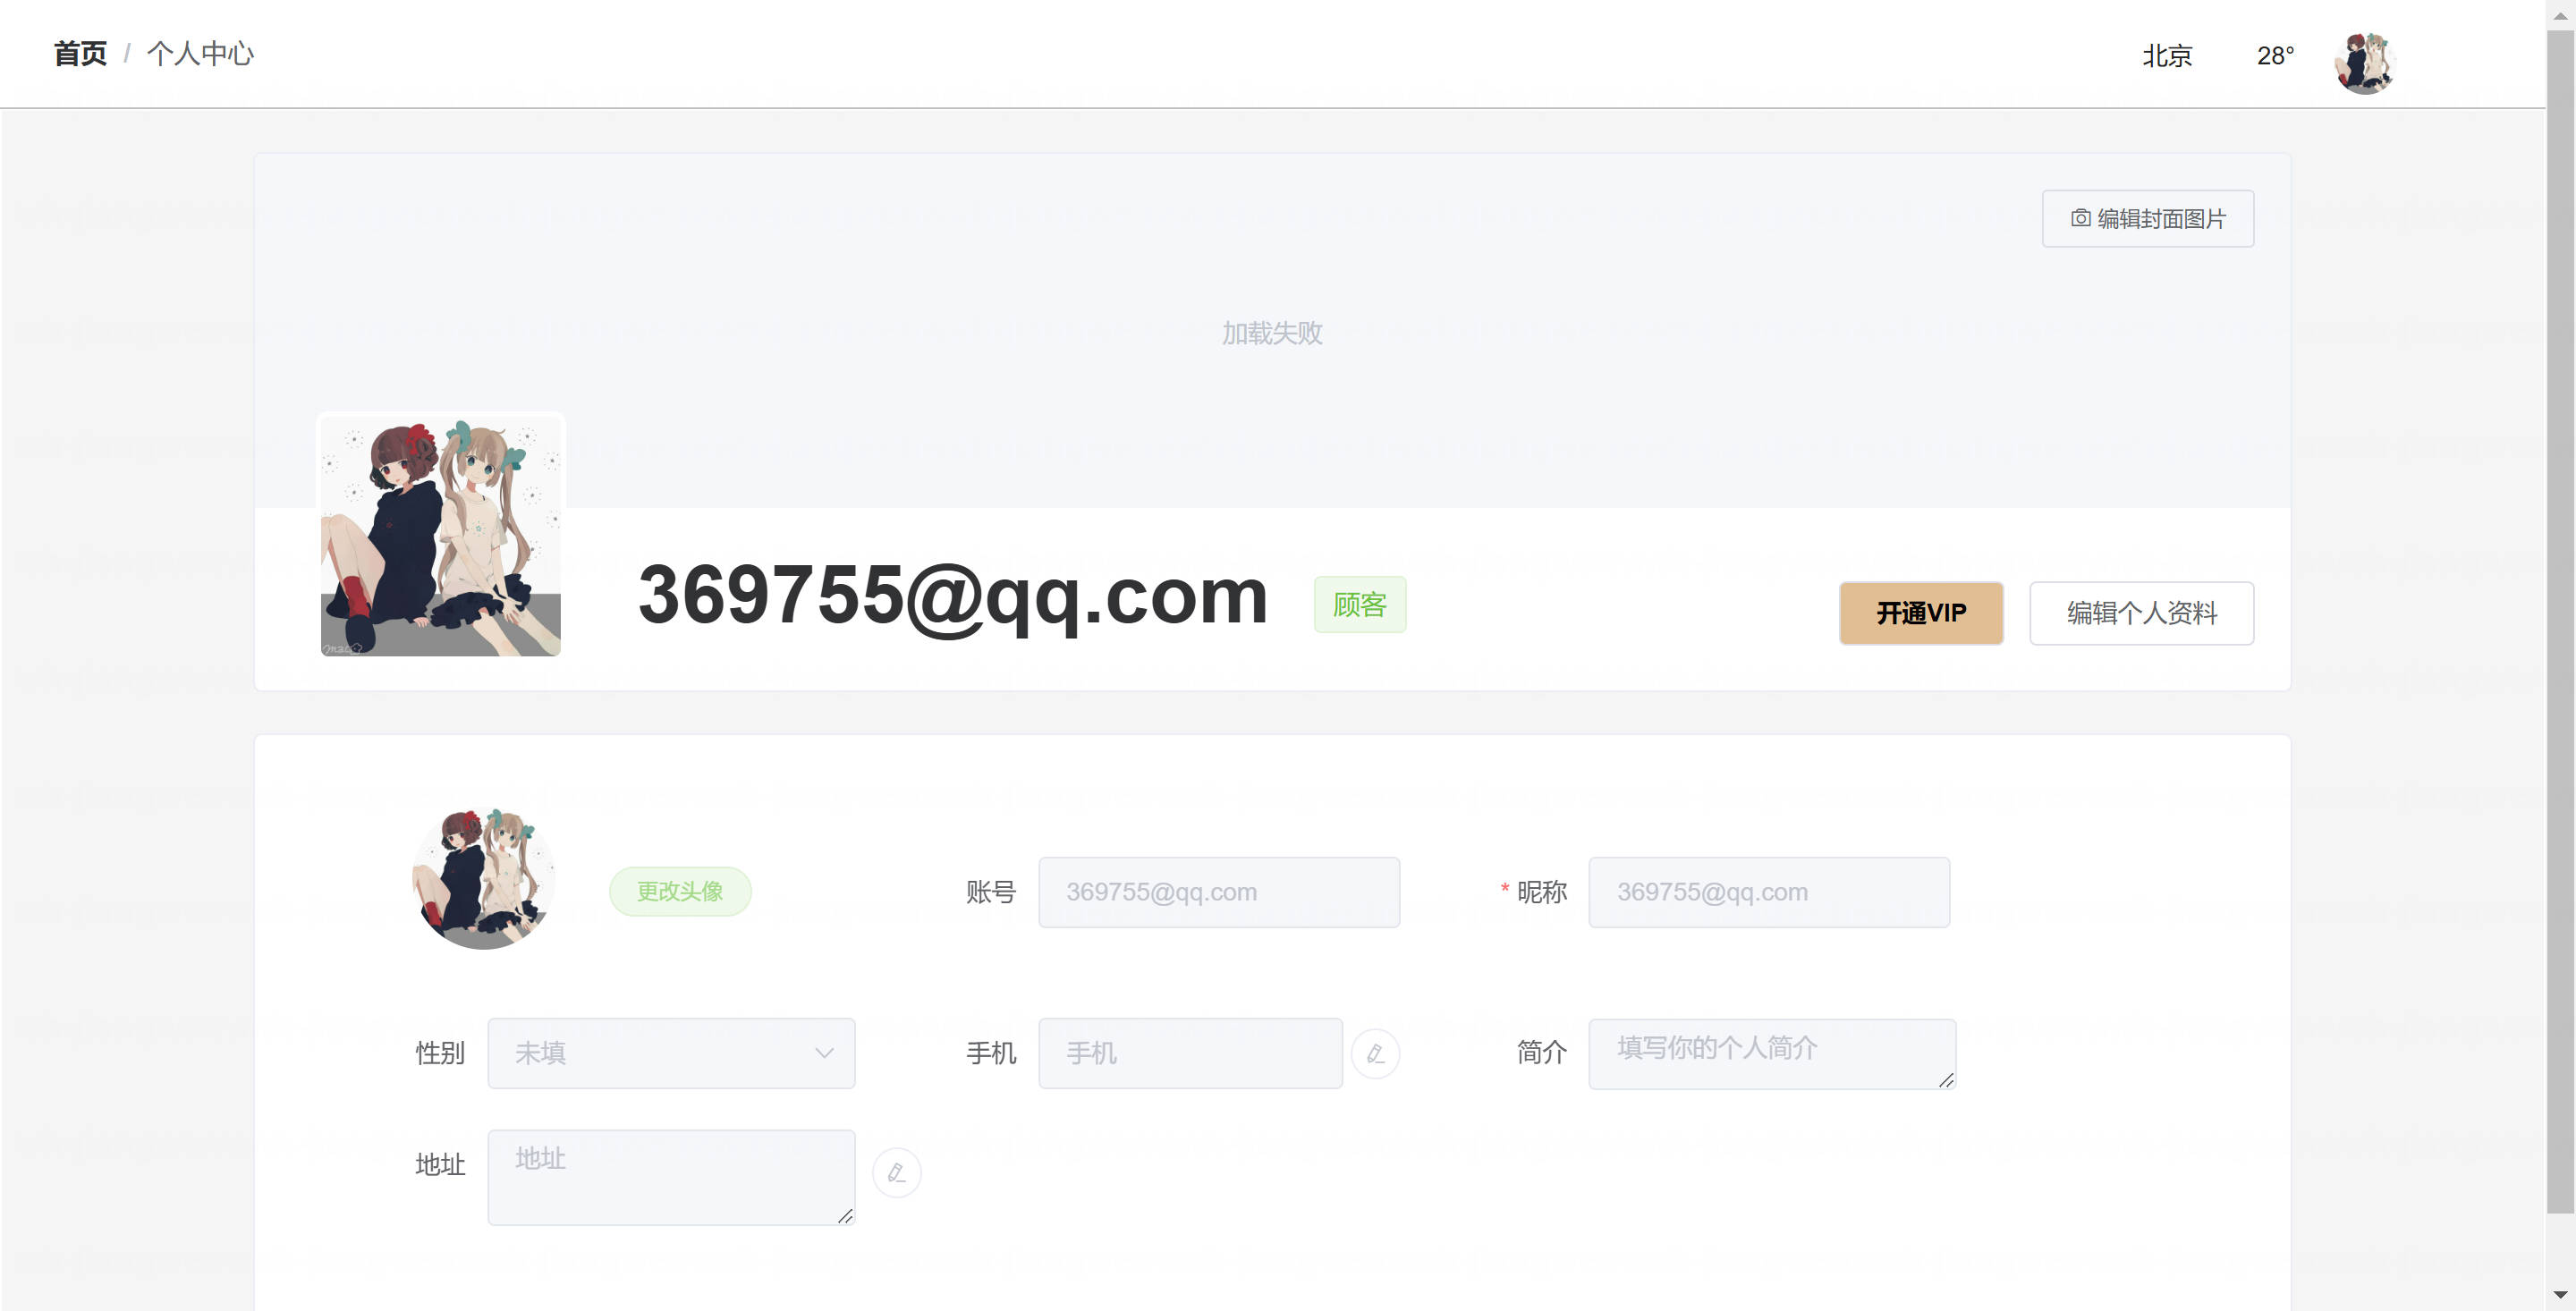 首页 / 个人中心
北京 28°
编辑封面图片
加载失败
369755@qq.com 顾客
开通VIP 编辑个人资料
更改头像
账号 369755@qq.com
* 昵称 369755@qq.com
性别 未填
手机 手机
简介 填写你的个人简介
地址 地址